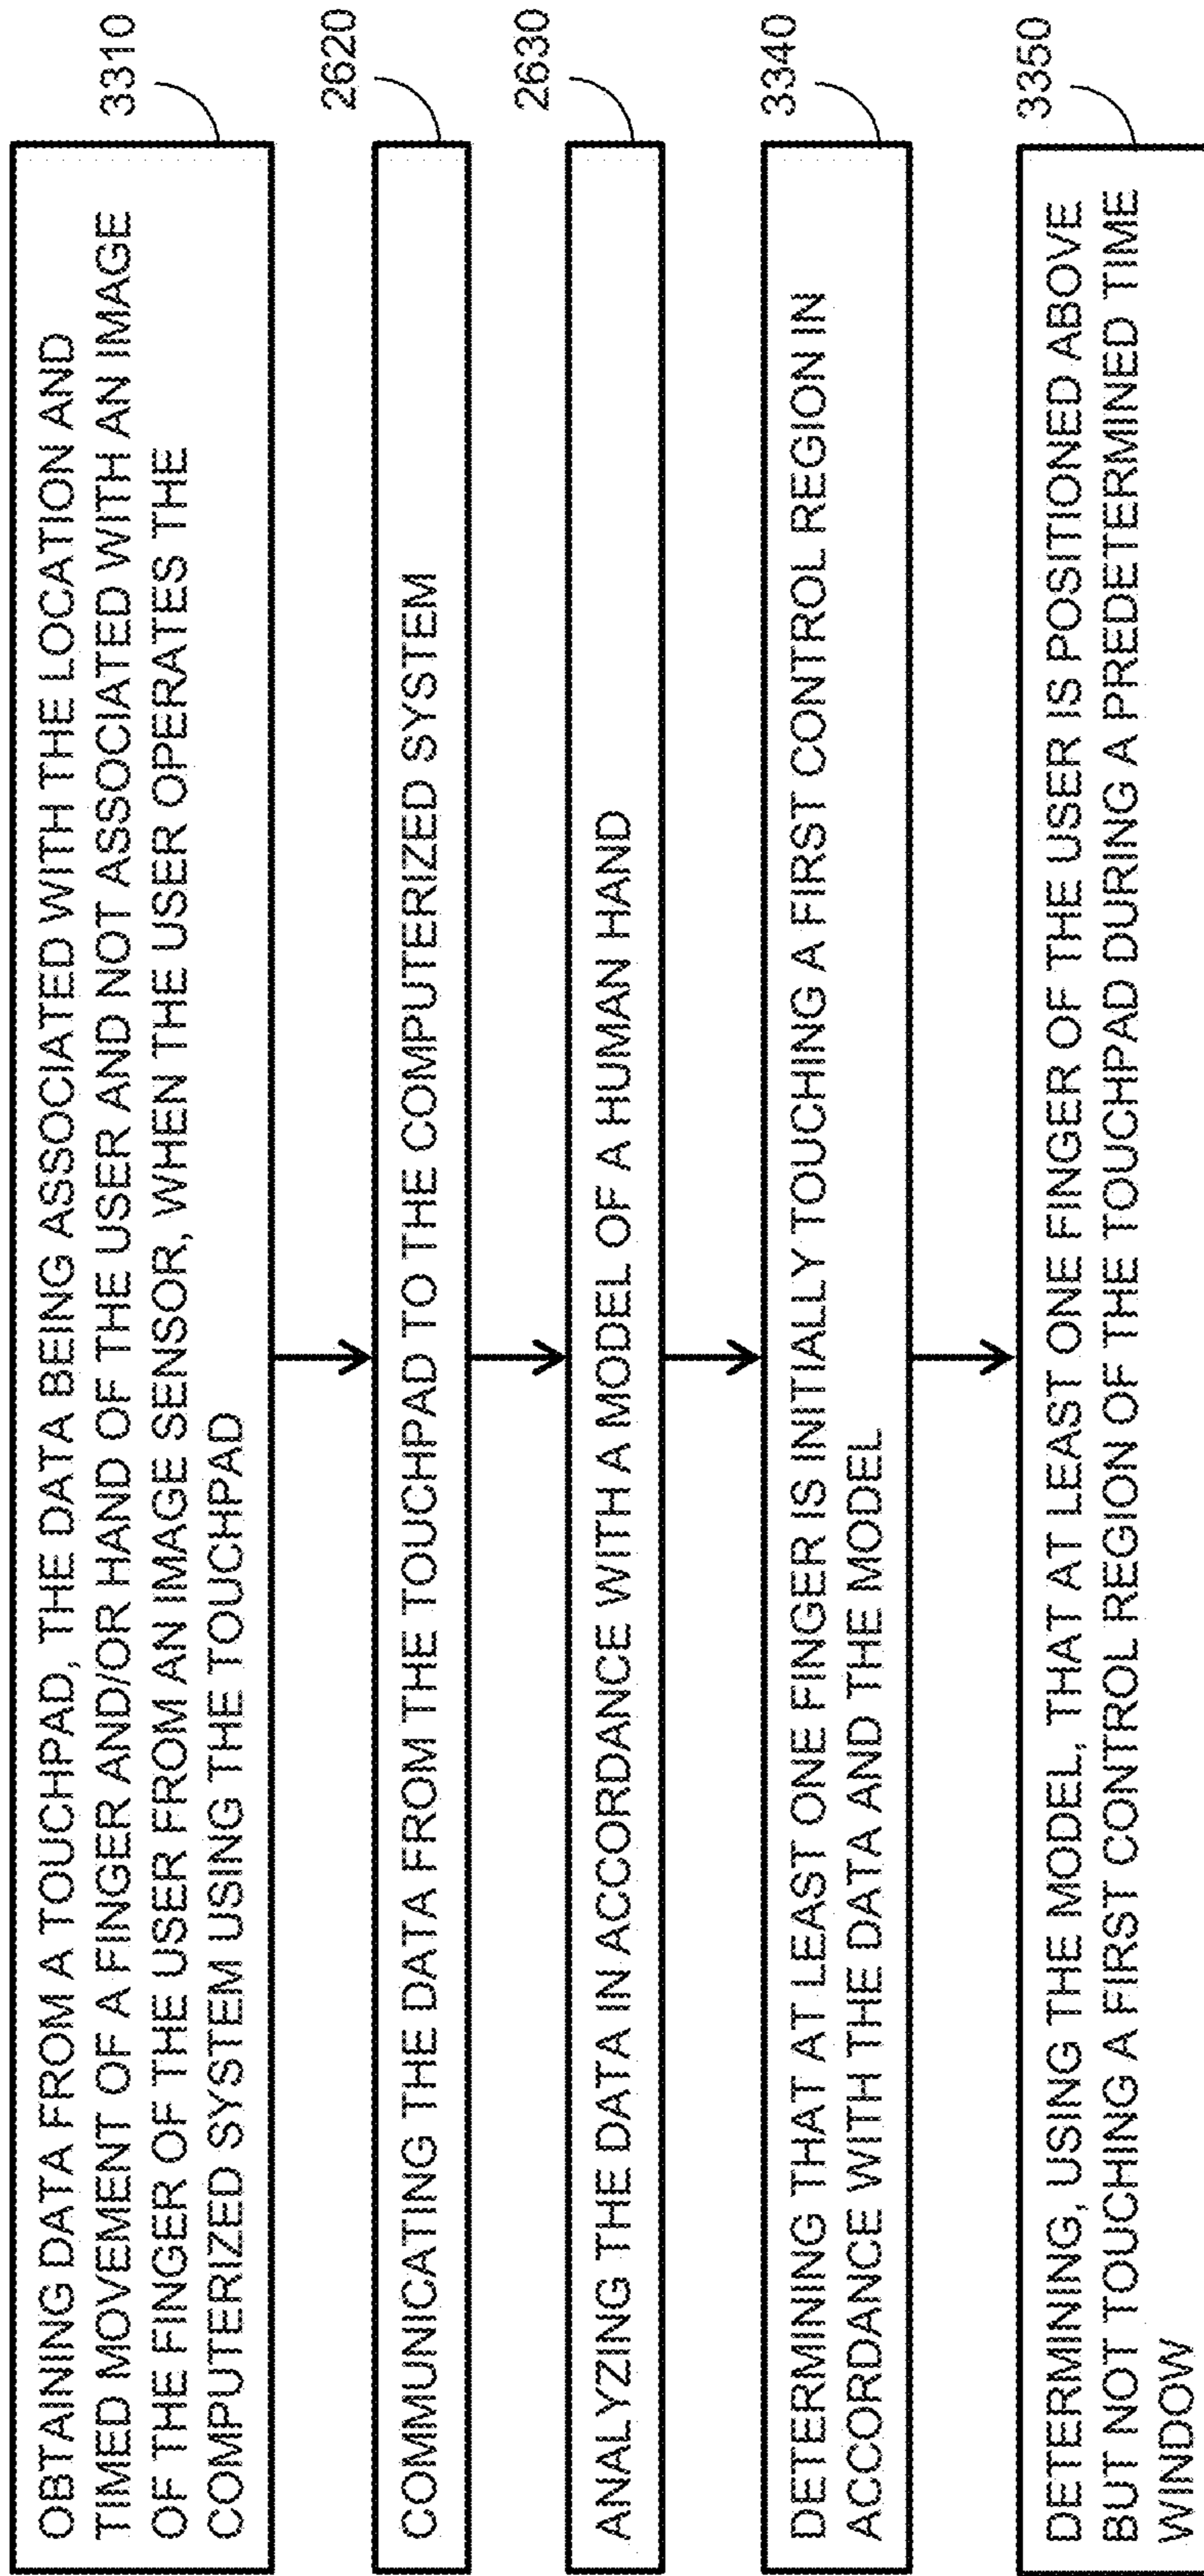 OBTAINING DATA FROM A TOUCHPAD, THE DATA BEING ASSOCIATED WITH THE LOCATION AND
TIMED MOVEMENT OF A FINGER AND/OR HAND OF THE USER AND NOT ASSOCIATED WITH AN IMAGE
OF THE FINGER OF THE USER FROM AN IMAGE SENSOR, WHEN THE USER OPERATES THE
COMPUTERIZED SYSTEM USING THE TOUCHPAD
3310
COMMUNICATING THE DATA FROM THE TOUCHPAD TO THE COMPUTERIZED SYSTEM
2620
ANALYZING THE DATA IN ACCORDANCE WITH A MODEL OF A HUMAN HAND
2630
DETERMINING THAT AT LEAST ONE FINGER IS INITIALLY TOUCHING A FIRST CONTROL REGION IN
ACCORDANCE WITH THE DATA AND THE MODEL
3340
DETERMINING, USING THE MODEL, THAT AT LEAST ONE FINGER OF THE USER IS POSITIONED ABOVE
BUT NOT TOUCHING A FIRST CONTROL REGION OF THE TOUCHPAD DURING A PREDETERMINED TIME
WINDOW
3350